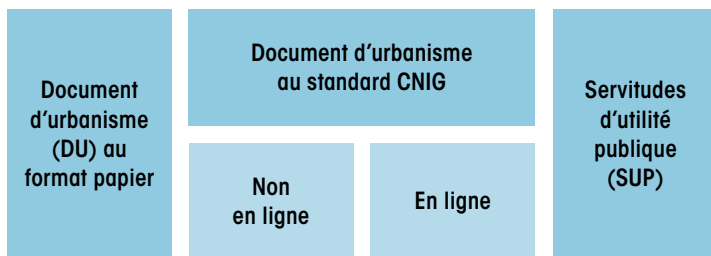 Document
d'urbanisme
(DU) au
format papier
Document d'urbanisme
au standard CNIG
Non
en ligne
En ligne
Servitudes
d'utilité
publique
(SUP)